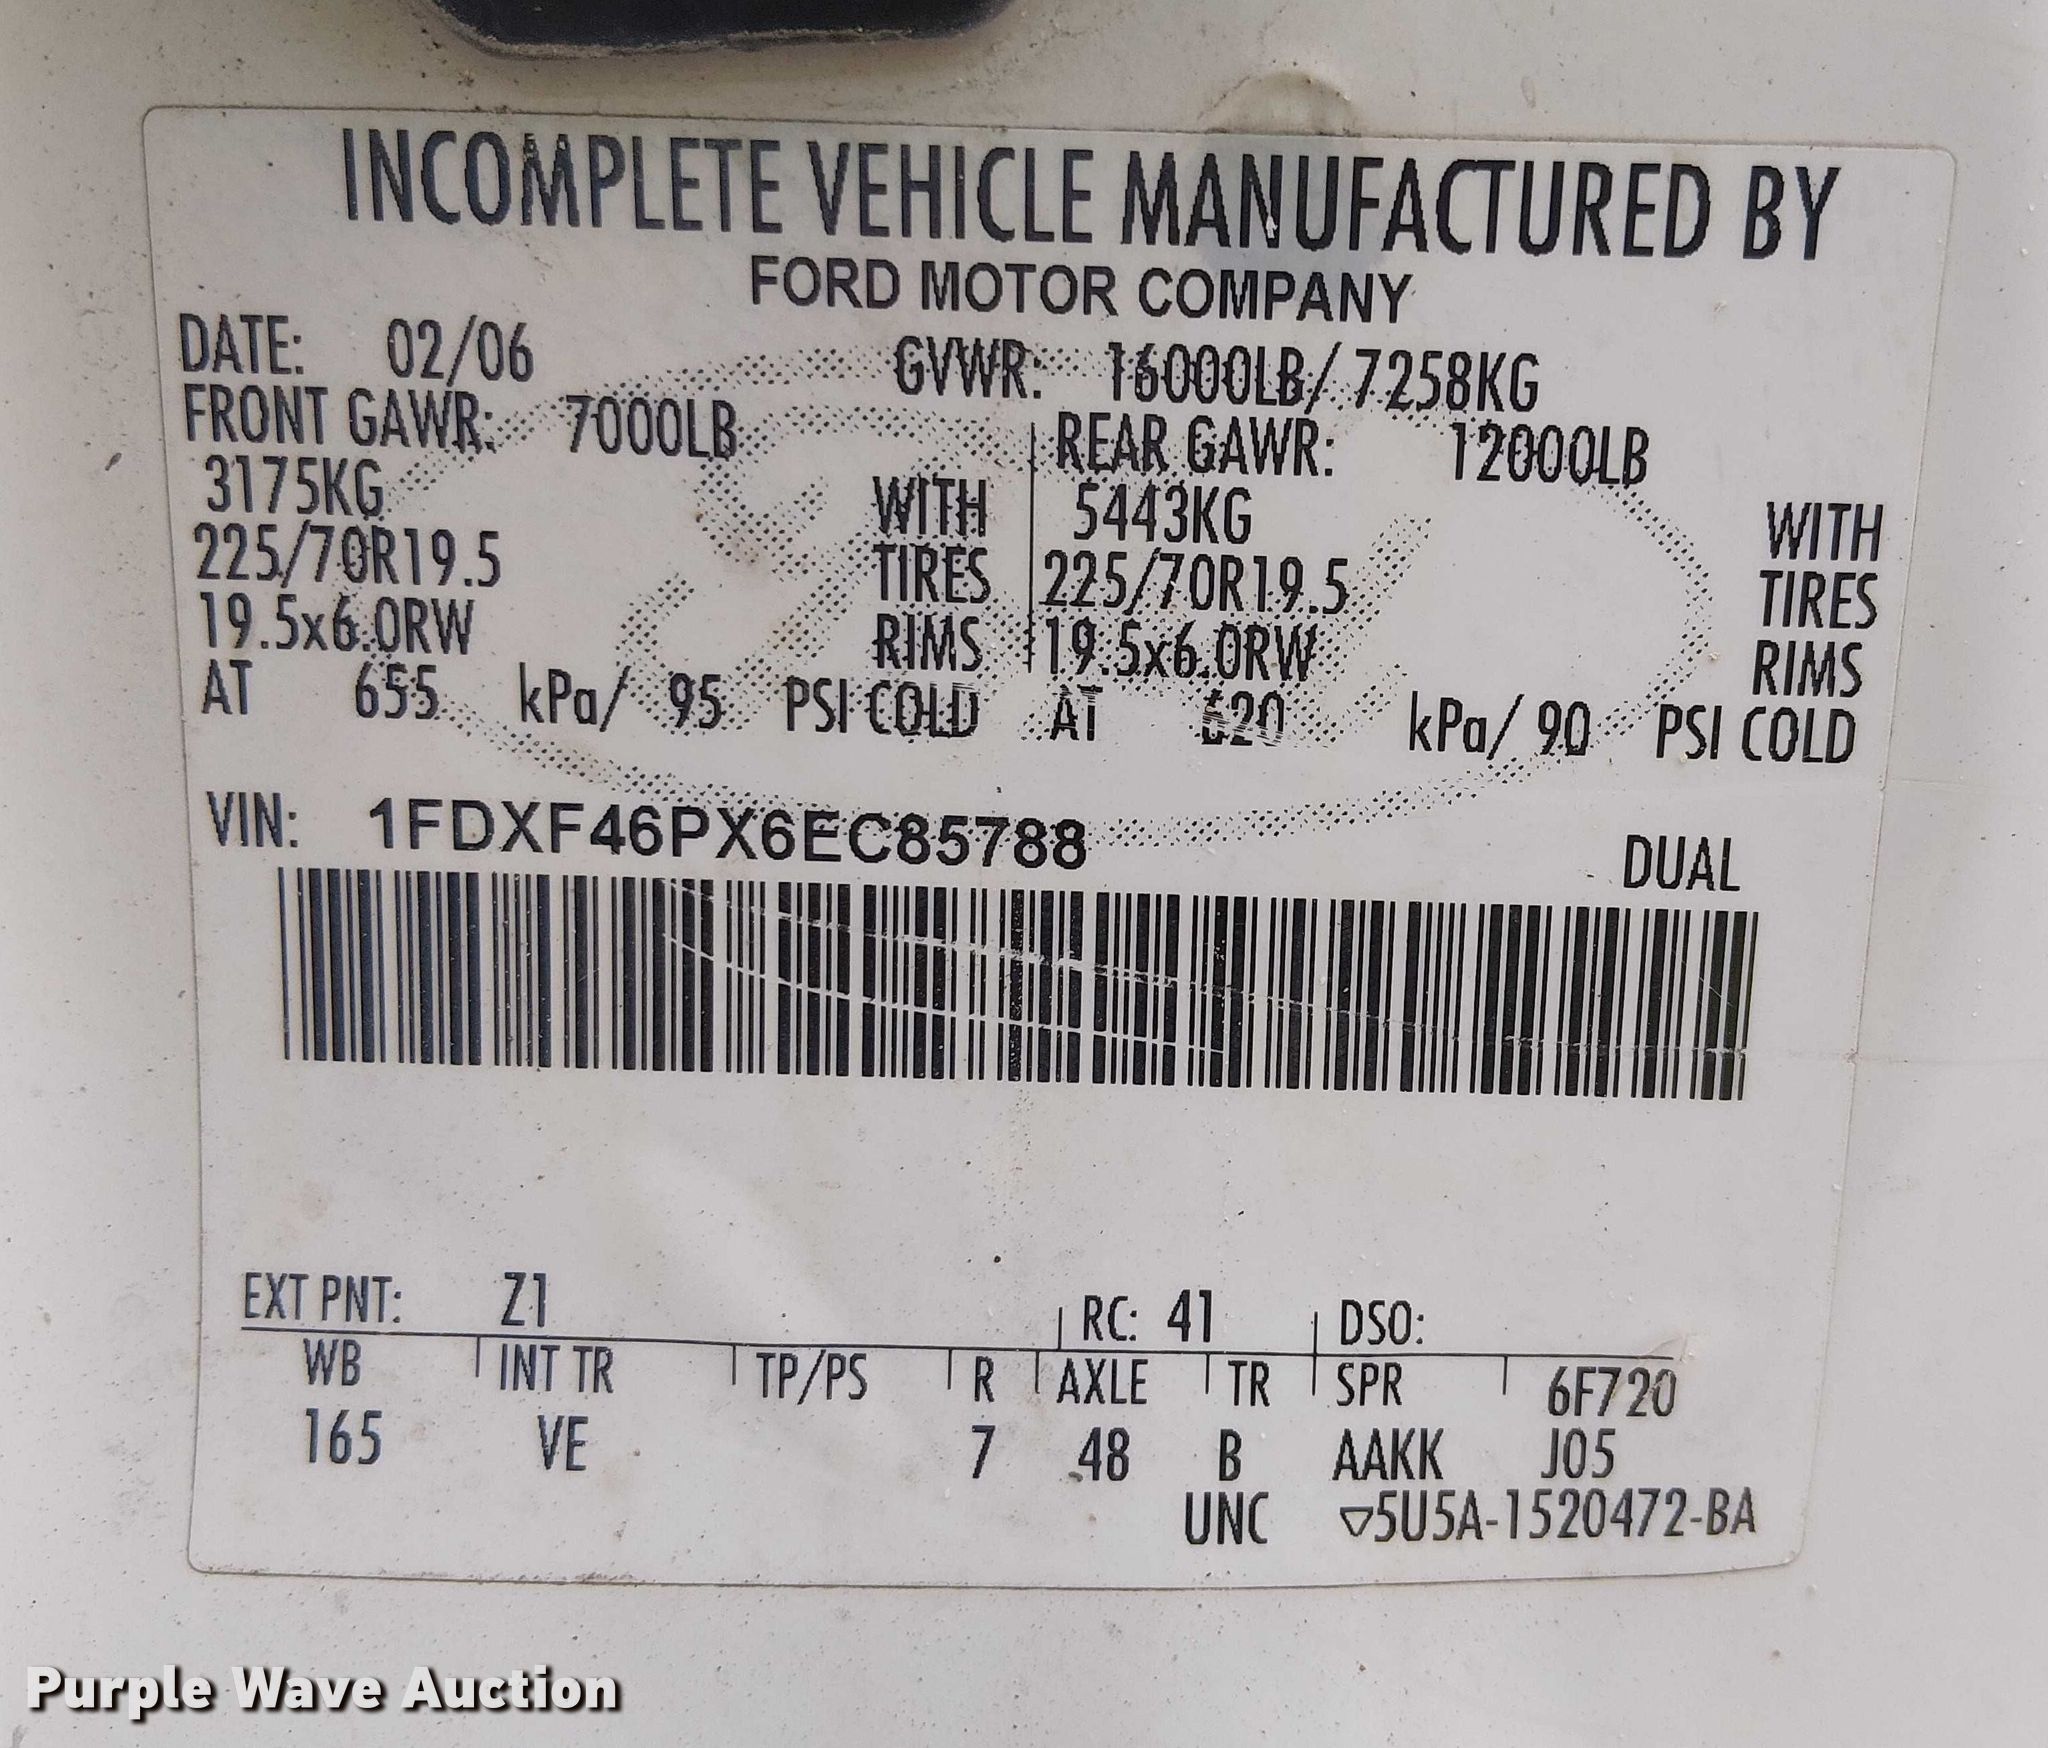 INCOMPLETE VEHICLE MANUFACTURED BY
FORD MOTOR COMPANY
DATE: 02/06 GVWR: 16000LB/ 7258KG
FRONT GAWR: 7000LB REAR GAWR: 12000LB
3175KG WITH 5443KG WITH
225/70R19.5 TIRES 225/70R19.5 TIRES
19.5x6.0RW RIMS 19.5x6.0RW RIMS
AT 655 kPa/ 95 PSI COLD AT 620 kPa/ 90 PSI COLD
VIN: 1FDXF46PX6EC85788 DUAL
EXT PNT: Z1 RC: 41 DSO:
WB INT TR TP/PS R AXLE TR SPR 6F720
165 VE 7 48 B AAKK J05
UNC ▽5U5A-1520472-BA
Purple Wave Auction